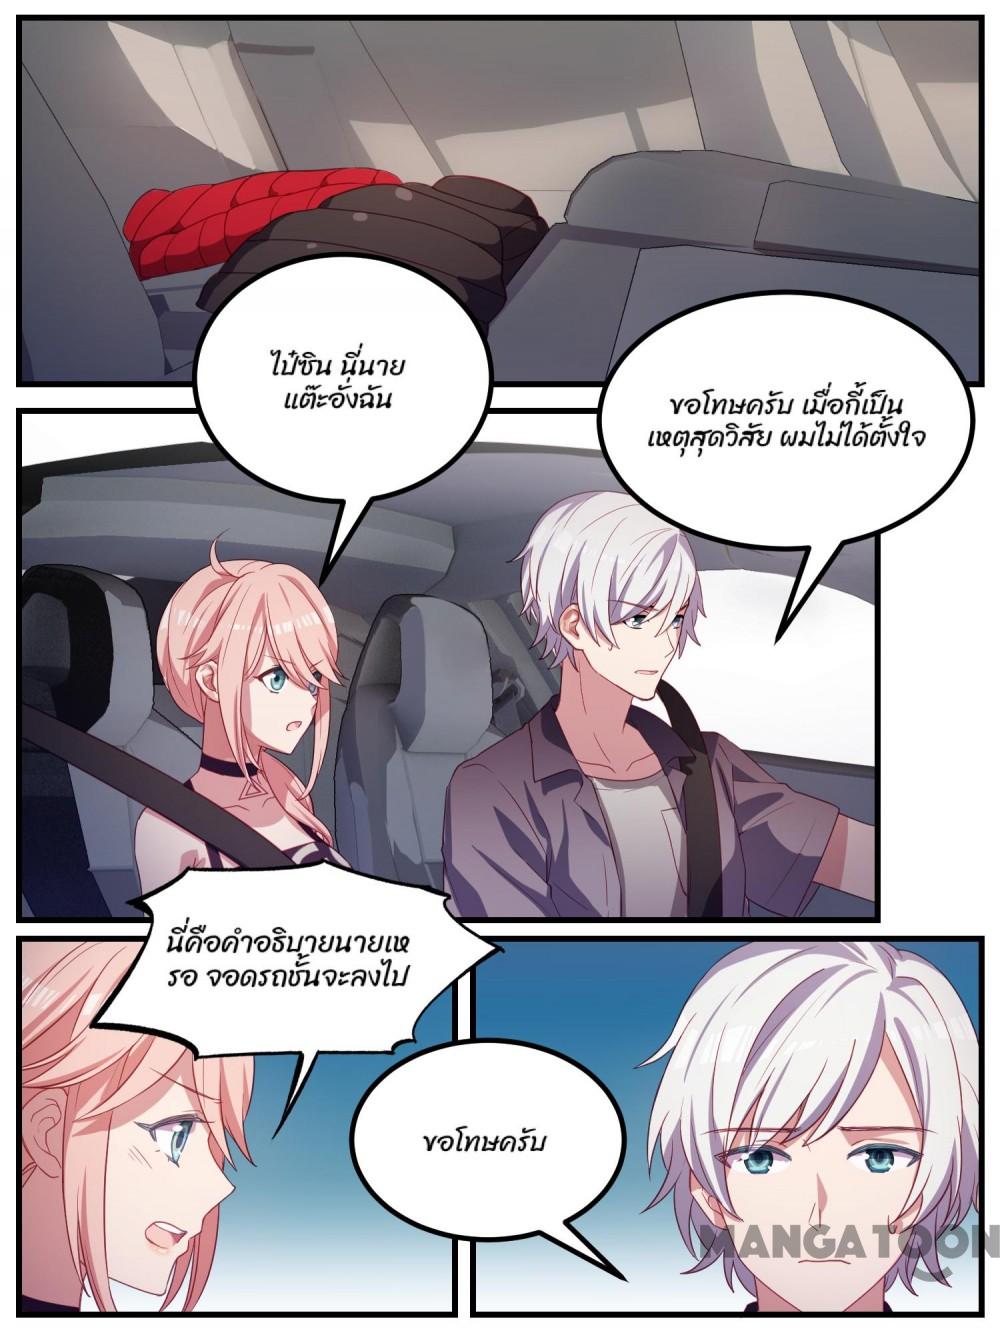 ไป๋ซิน นี่นาย
แต๊ะอั๋งฉัน
ขอโทษครับ เมื่อกี้เป็น
เหตุสุดวิสัย ผมไม่ได้ตั้งใจ
นี่คือคำอธิบายนายเห
รอ จอดรถชั้นจะลงไป
ขอโทษครับ
MANGATOON